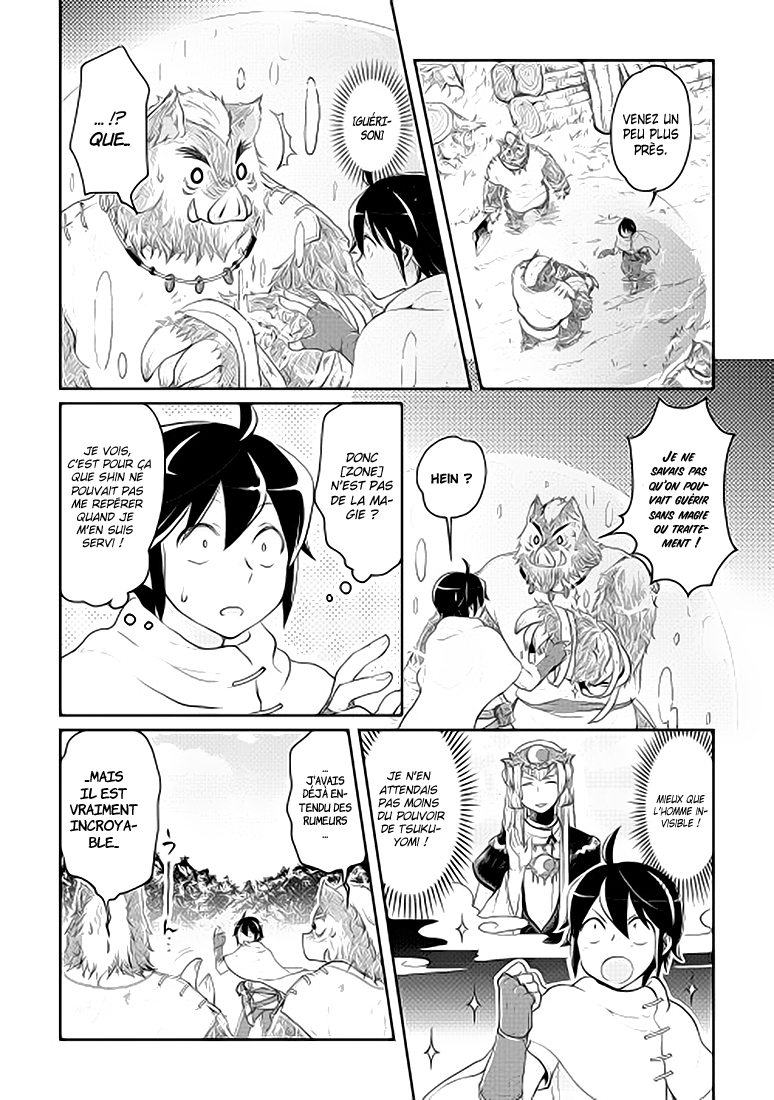 VENEZ UN
PEU PLUS
PRÈS.
[GUÉRI-
SON]
... !?
QUE...
JE NE
SAVAIS PAS
QU'ON POU-
VAIT GUÉRIR
SANS MAGIE
OU TRAITE-
MENT !
HEIN ?
DONC
[ZONE]
N'EST PAS
DE LA MA-
GIE ?
JE VOIS,
C'EST POUR ÇA
QUE SHIN NE
POUVAIT PAS
ME REPÉRER
QUAND JE
M'EN SUIS
SERVI !
MIEUX QUE
L'HOMME IN-
VISIBLE !
JE N'EN
ATTENDAIS
PAS MOINS
DU POUVOIR
DE TSUKU-
YOMI !
...
J'AVAIS
DÉJÀ EN-
TENDU DES
RUMEURS
...
...MAIS
IL EST
VRAIMENT
INCROYA-
BLE...